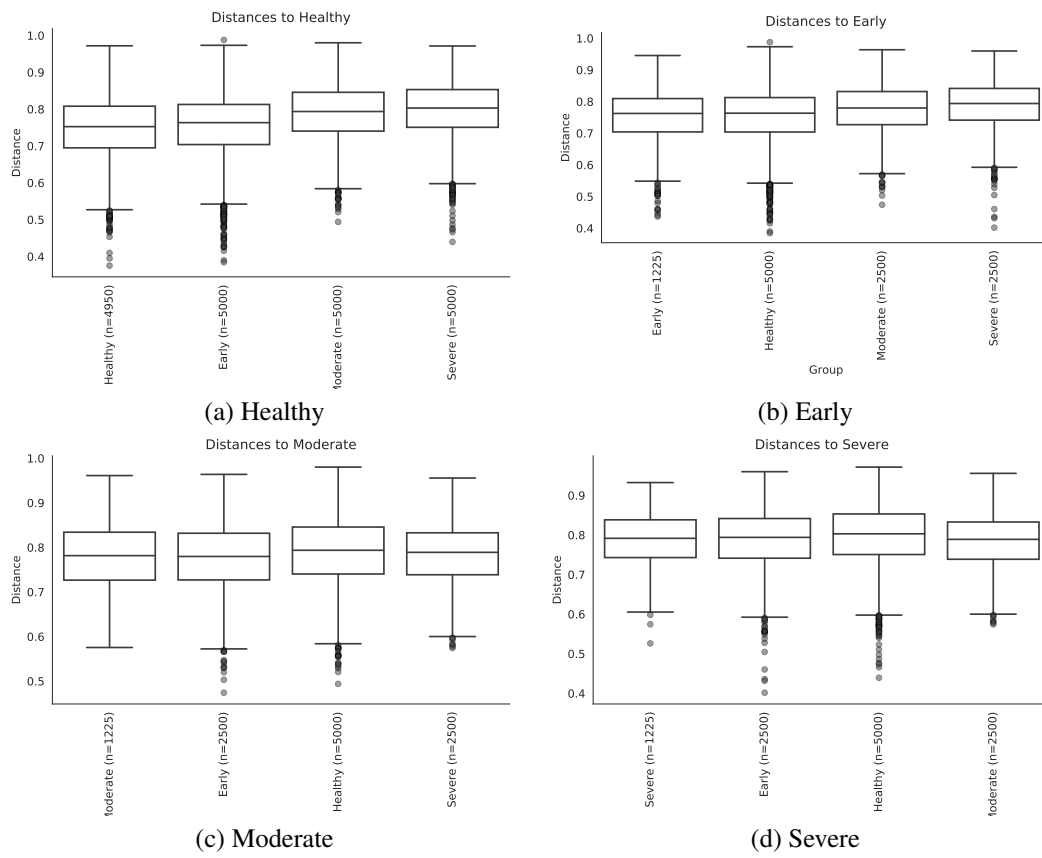 Distances to Healthy
1.0
0.9
0.8
0.7
0.6
0.5
0.4
Distance
Healthy (n=4950)
Early (n=5000)
Moderate (n=5000)
Severe (n=5000)
(a) Healthy
Distances to Early
1.0
0.9
0.8
0.7
0.6
0.5
0.4
Distance
Early (n=1225)
Healthy (n=5000)
Moderate (n=2500)
Severe (n=2500)
Group
(b) Early
Distances to Moderate
1.0
0.9
0.8
0.7
0.6
0.5
Distance
Moderate (n=1225)
Early (n=2500)
Healthy (n=5000)
Severe (n=2500)
(c) Moderate
Distances to Severe
0.9
0.8
0.7
0.6
0.5
0.4
Distance
Severe (n=1225)
Early (n=2500)
Healthy (n=5000)
Moderate (n=2500)
(d) Severe